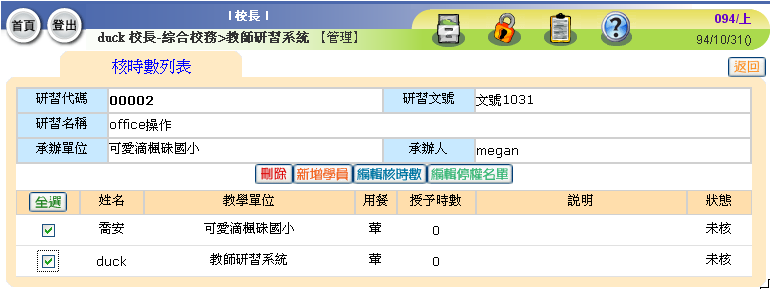 首頁 登出 | 校長 | 094/上
duck 校長-綜合校務>教師研習系統 【管理】 94/10/31()
核時數列表 返回
研習代碼 00002 研習文號 文號1031
研習名稱 office操作
承辦單位 可愛滴楓硃國小 承辦人 megan
刪除 新增學員 編輯核時數 編輯停權名單
全選 姓名 教學單位 用餐 授予時數 說明 狀態
喬安 可愛滴楓硃國小 葷 0 未核
duck 教師研習系統 葷 0 未核